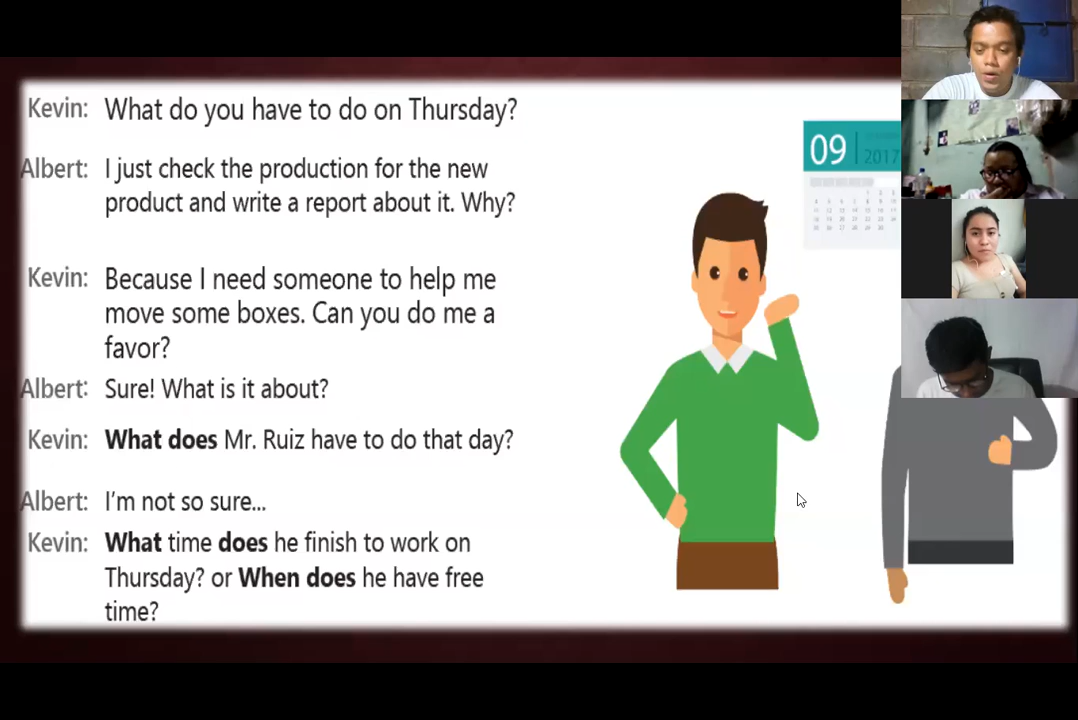 Kevin: What do you have to do on Thursday?
Albert: I just check the production for the new
product and write a report about it. Why?
Kevin: Because I need someone to help me
move some boxes. Can you do me a
favor?
Albert: Sure! What is it about?
Kevin: What does Mr. Ruiz have to do that day?
Albert: I'm not so sure...
Kevin: What time does he finish to work on
Thursday? or When does he have free
time?
09
2017